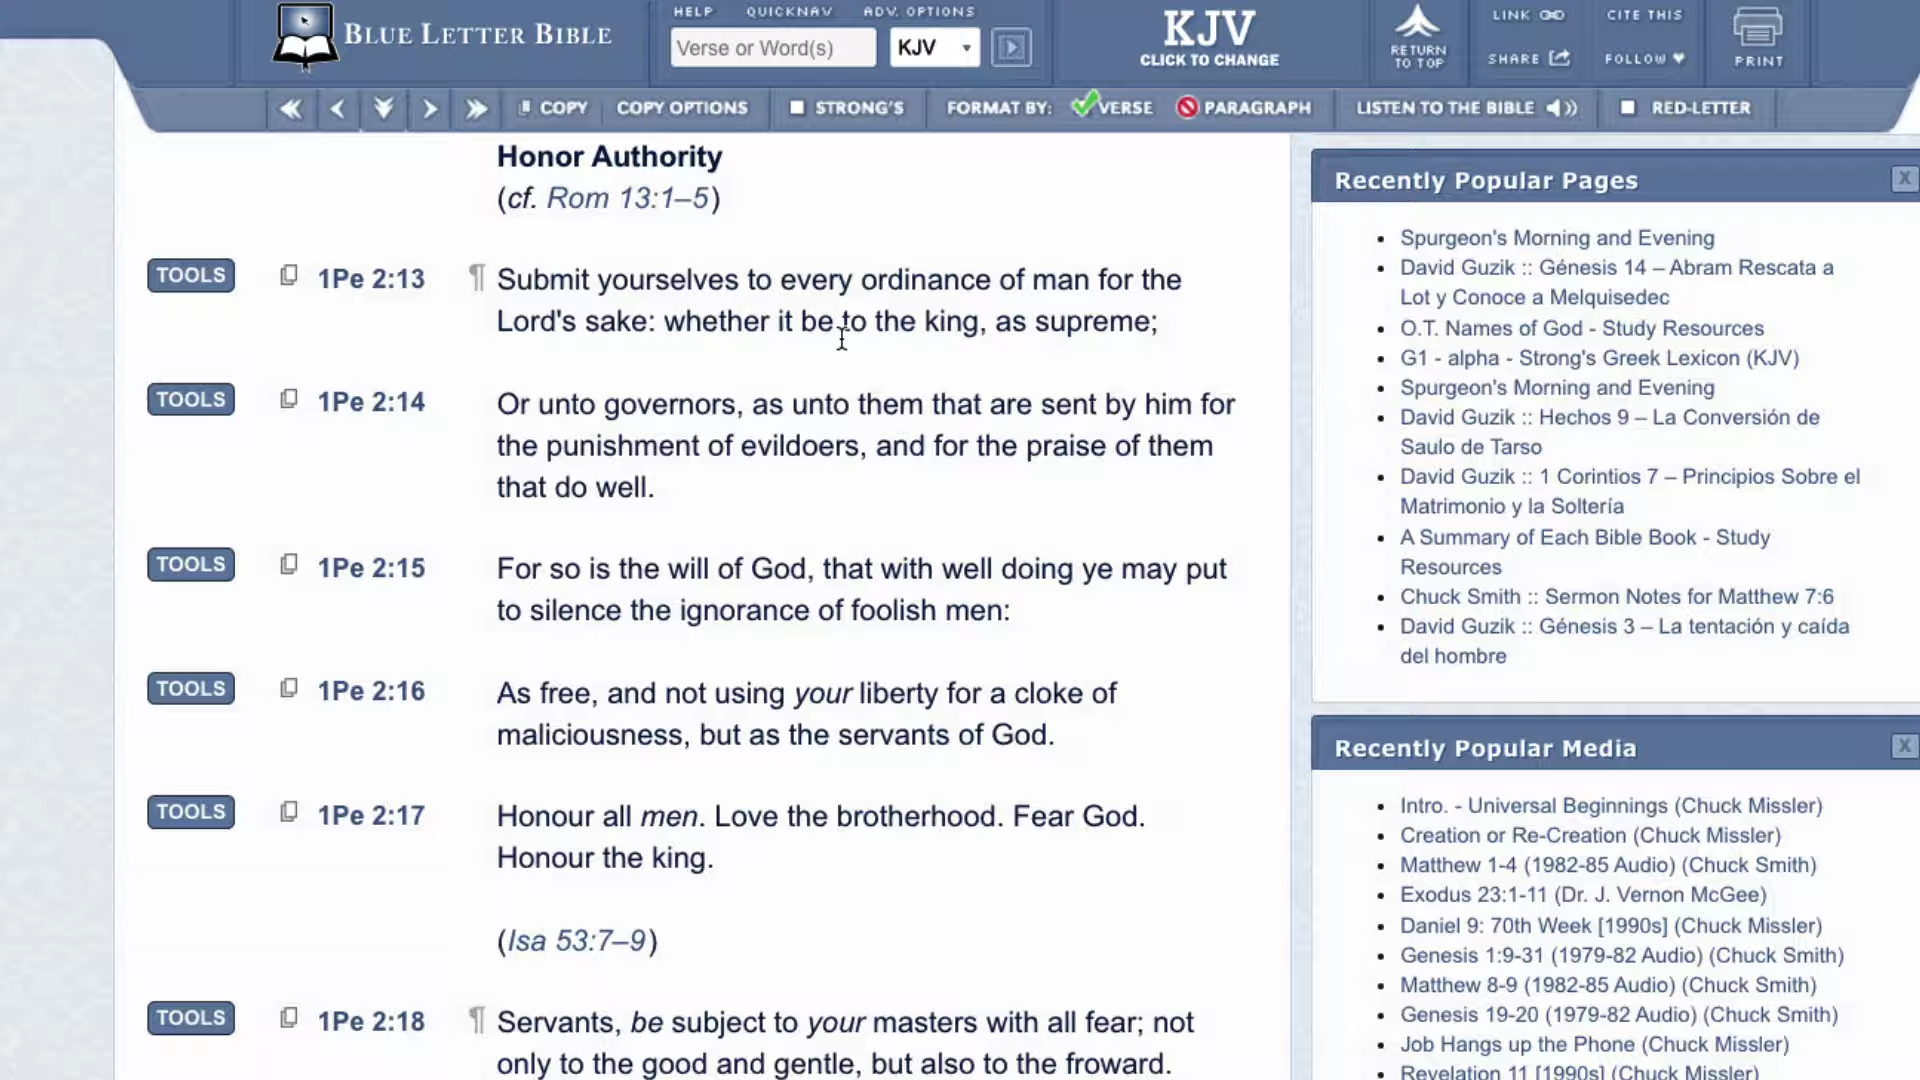 BLUE LETTER BIBLE
HELP QUICKNAV ADV. OPTIONS
Verse or Word(s)
KJV
KJV
CLICK TO CHANGE
RETURN
TO TOP
LINK
CITE THIS
SHARE
FOLLOW
PRINT
COPY COPY OPTIONS STRONG'S FORMAT BY: VERSE PARAGRAPH LISTEN TO THE BIBLE RED-LETTER
Honor Authority
(cf. Rom 13:1–5)
TOOLS 1Pe 2:13 ¶ Submit yourselves to every ordinance of man for the
Lord's sake: whether it be to the king, as supreme;
TOOLS 1Pe 2:14 Or unto governors, as unto them that are sent by him for
the punishment of evildoers, and for the praise of them
that do well.
TOOLS 1Pe 2:15 For so is the will of God, that with well doing ye may put
to silence the ignorance of foolish men:
TOOLS 1Pe 2:16 As free, and not using your liberty for a cloke of
maliciousness, but as the servants of God.
TOOLS 1Pe 2:17 Honour all men. Love the brotherhood. Fear God.
Honour the king.
(Isa 53:7–9)
TOOLS 1Pe 2:18 ¶ Servants, be subject to your masters with all fear; not
only to the good and gentle, but also to the froward.
Recently Popular Pages
X
• Spurgeon's Morning and Evening
• David Guzik :: Génesis 14 – Abram Rescata a
Lot y Conoce a Melquisedec
• O.T. Names of God - Study Resources
• G1 - alpha - Strong's Greek Lexicon (KJV)
• Spurgeon's Morning and Evening
• David Guzik :: Hechos 9 – La Conversión de
Saulo de Tarso
• David Guzik :: 1 Corintios 7 – Principios Sobre el
Matrimonio y la Soltería
• A Summary of Each Bible Book - Study
Resources
• Chuck Smith :: Sermon Notes for Matthew 7:6
• David Guzik :: Génesis 3 – La tentación y caída
del hombre
Recently Popular Media
X
• Intro. - Universal Beginnings (Chuck Missler)
• Creation or Re-Creation (Chuck Missler)
• Matthew 1-4 (1982-85 Audio) (Chuck Smith)
• Exodus 23:1-11 (Dr. J. Vernon McGee)
• Daniel 9: 70th Week [1990s] (Chuck Missler)
• Genesis 1:9-31 (1979-82 Audio) (Chuck Smith)
• Matthew 8-9 (1982-85 Audio) (Chuck Smith)
• Genesis 19-20 (1979-82 Audio) (Chuck Smith)
• Job Hangs up the Phone (Chuck Missler)
• Revelation 11 [1990s] (Chuck Missler)